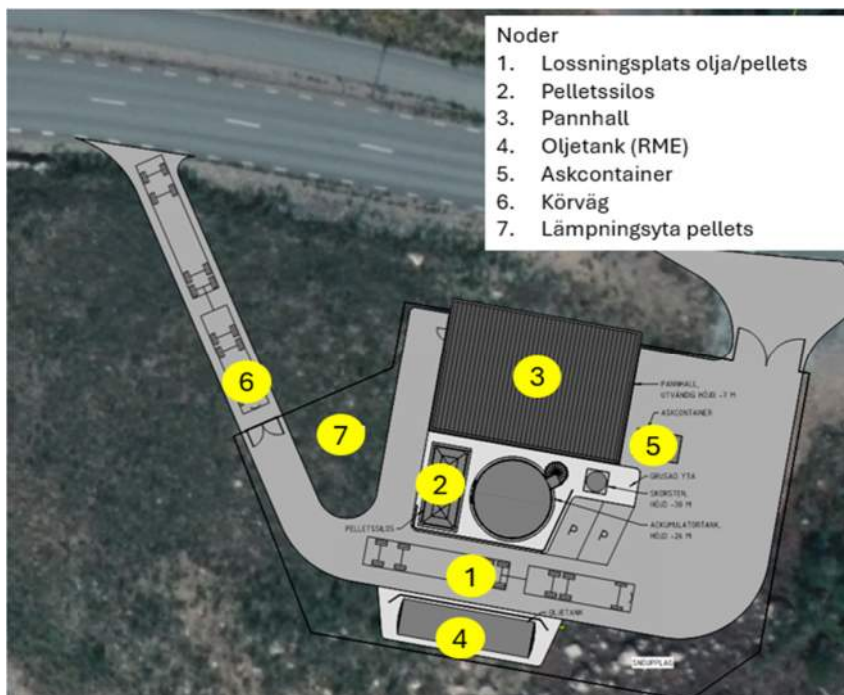 Noder
1. Lossningsplats olja/pellets
2. Pelletssilos
3. Pannhall
4. Oljetank (RME)
5. Askcontainer
6. Körväg
7. Lämpningsyta pellets
3
PANNHALL,
UTVÄNDIG HÖJD ~7 M
6
ASKCONTAINER
7
5
2
GRUSAD YTA
SKORSTEN,
HÖJD ~30 M
PELLETSSILOS
P
P
ACKUMULATORTANK,
HÖJD ~26 M
1
OLJETANK
4
SNÖUPPLAG